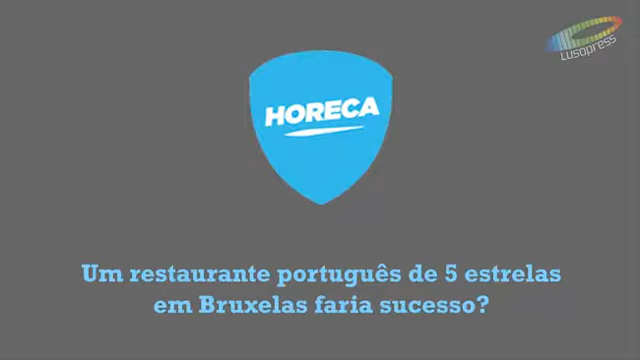 LUSOPRESS
HORECA
Um restaurante português de 5 estrelas
em Bruxelas faria sucesso?